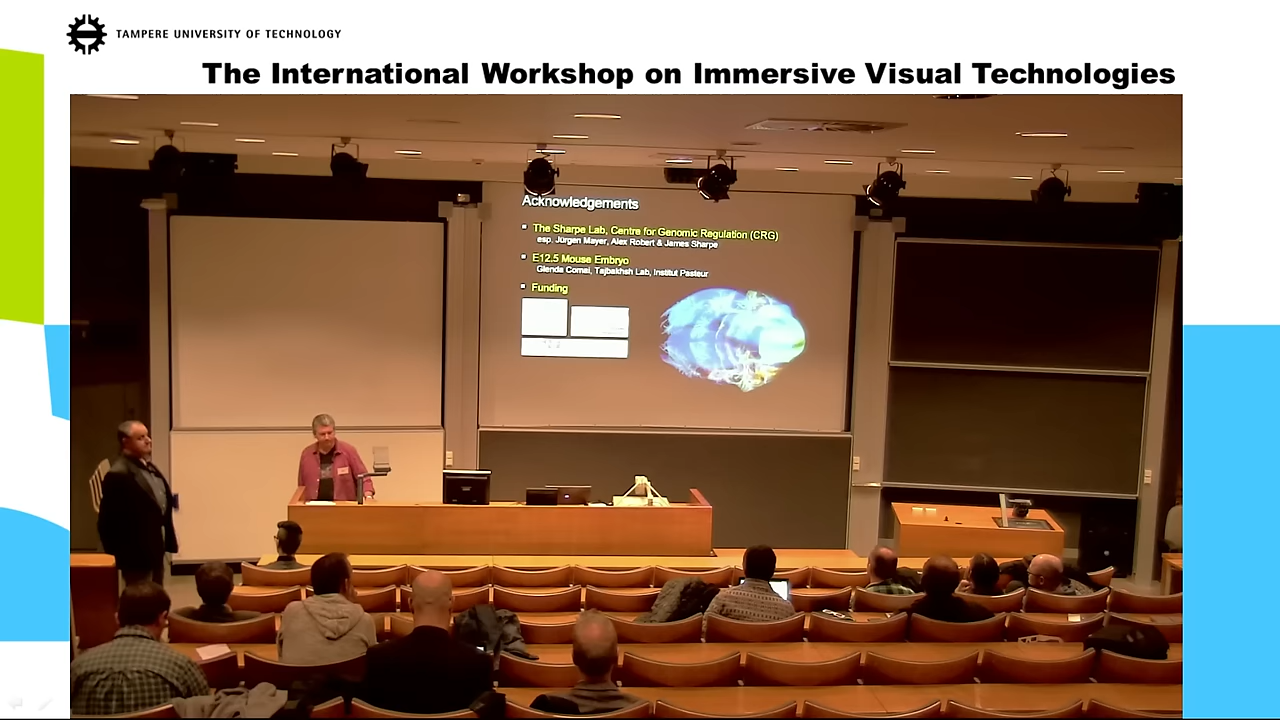 TAMPERE UNIVERSITY OF TECHNOLOGY
The International Workshop on Immersive Visual Technologies
Acknowledgements
The Sharpe Lab, Centre for Genomic Regulation (CRG)
esp. Jürgen Mayer, Alex Robert & James Sharpe
E12.5 Mouse Embryo
Glenda Comai, Tajbakhsh Lab, Institut Pasteur
Funding